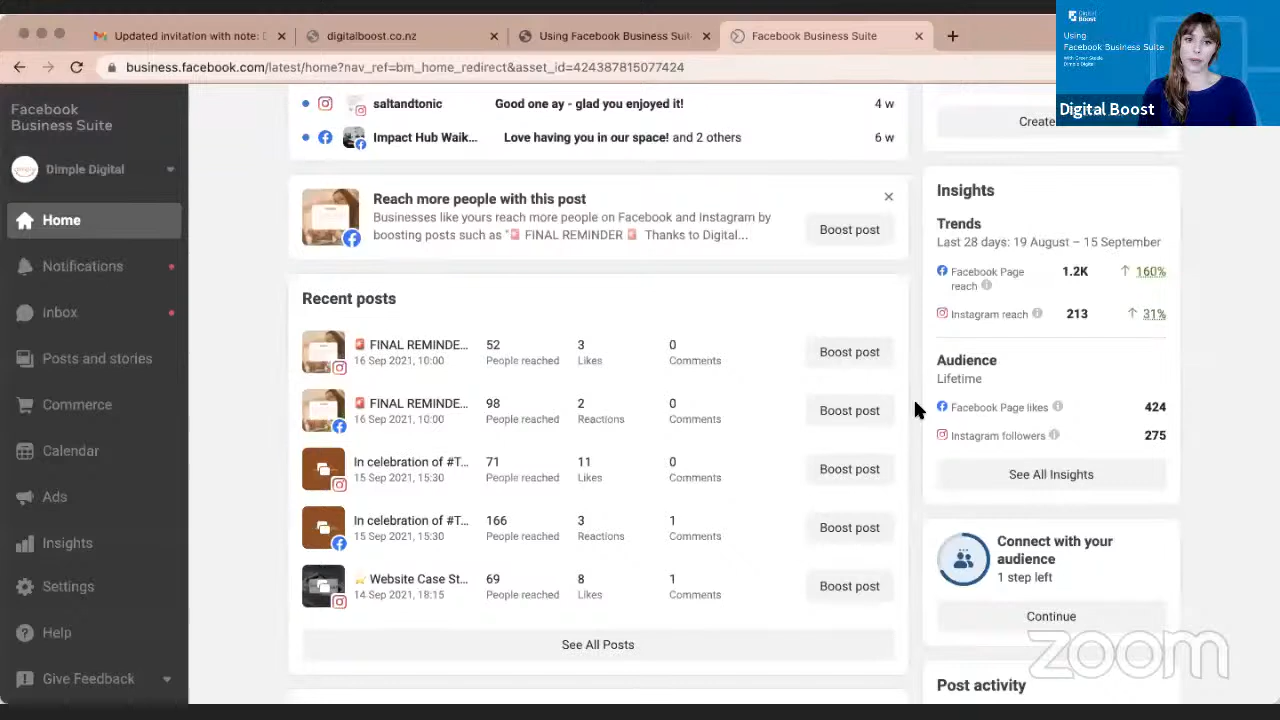 Updated invitation with note: D
digitalboost.co.nz
Using Facebook Business Suit
Facebook Business Suite
business.facebook.com/latest/home?nav_ref=bm_home_redirect&asset_id=424387815077424
Digital
Boost
Using
Facebook Business Suite
Dimple Digital
Digital Boost
Facebook
Business Suite
Dimple Digital
Home
Notifications
Inbox
Posts and stories
Commerce
Calendar
Ads
Insights
Settings
Help
Give Feedback
saltandtonic Good one ay - glad you enjoyed it! 4 w
Impact Hub Waik... Love having you in our space! and 2 others 6 w
Reach more people with this post
Businesses like yours reach more people on Facebook and Instagram by
boosting posts such as "🚨 FINAL REMINDER 🚨 Thanks to Digital...
Boost post
Recent posts
🚨 FINAL REMINDE... 52 3 0
16 Sep 2021, 10:00 People reached Likes Comments
Boost post
🚨 FINAL REMINDE... 98 2 0
16 Sep 2021, 10:00 People reached Reactions Comments
Boost post
In celebration of #T... 71 11 0
15 Sep 2021, 15:30 People reached Likes Comments
Boost post
In celebration of #T... 166 3 1
15 Sep 2021, 15:30 People reached Reactions Comments
Boost post
⭐ Website Case St... 69 8 1
14 Sep 2021, 18:15 People reached Likes Comments
Boost post
See All Posts
Create
Insights
Trends
Last 28 days: 19 August – 15 September
Facebook Page
reach
1.2K ↑ 160%
Instagram reach 213 ↑ 31%
Audience
Lifetime
Facebook Page likes 424
Instagram followers 275
See All Insights
Connect with your
audience
1 step left
Continue
Post activity
zoom